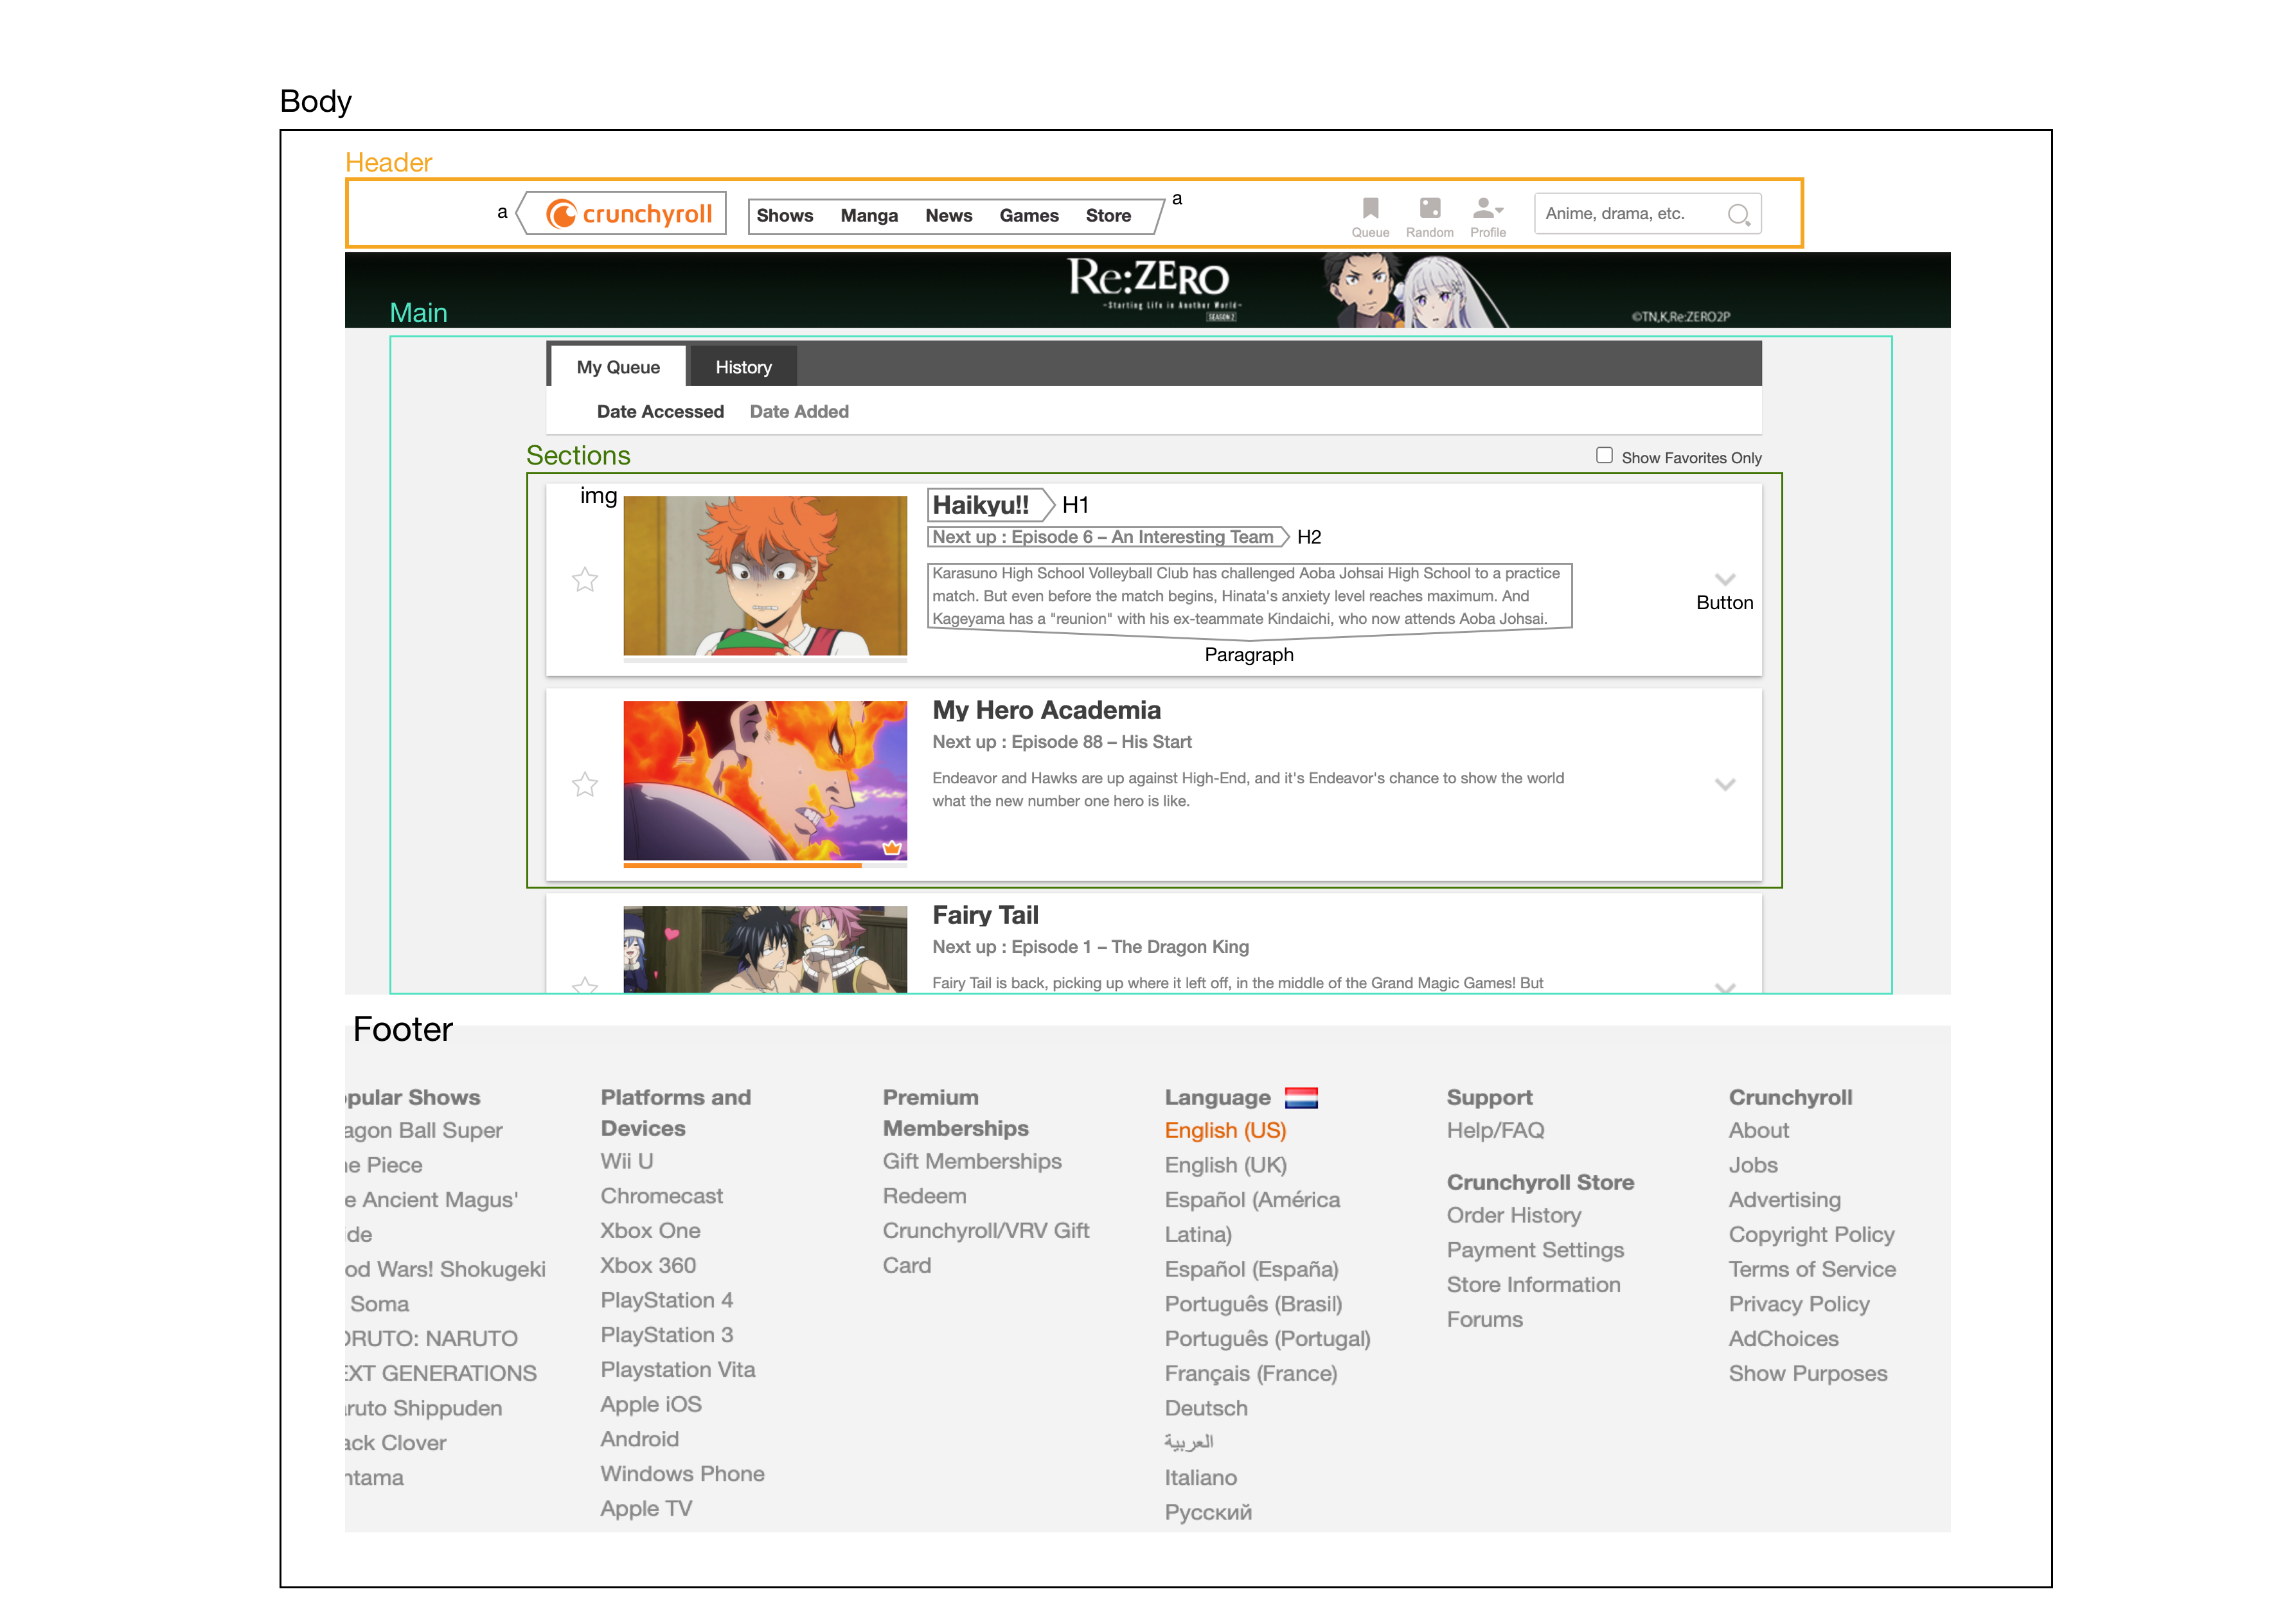 Body
Header
a
crunchyroll
Shows Manga News Games Store
a
Queue Random Profile
Anime, drama, etc.
Re:ZERO
~Starting Life in Another World~
SEASON 2
©TN,K,Re:ZERO2P
Main
My Queue History
Date Accessed Date Added
Sections
Show Favorites Only
img
Haikyu!! H1
Next up : Episode 6 – An Interesting Team H2
Karasuno High School Volleyball Club has challenged Aoba Johsai High School to a practice
match. But even before the match begins, Hinata's anxiety level reaches maximum. And
Kageyama has a "reunion" with his ex-teammate Kindaichi, who now attends Aoba Johsai.
Button
Paragraph
My Hero Academia
Next up : Episode 88 – His Start
Endeavor and Hawks are up against High-End, and it's Endeavor's chance to show the world
what the new number one hero is like.
Fairy Tail
Next up : Episode 1 – The Dragon King
Fairy Tail is back, picking up where it left off, in the middle of the Grand Magic Games! But
Footer
opular Shows
agon Ball Super
ne Piece
e Ancient Magus'
de
od Wars! Shokugeki
Soma
ORUTO: NARUTO
EXT GENERATIONS
aruto Shippuden
ack Clover
ntama
Platforms and
Devices
Wii U
Chromecast
Xbox One
Xbox 360
PlayStation 4
PlayStation 3
Playstation Vita
Apple iOS
Android
Windows Phone
Apple TV
Premium
Memberships
Gift Memberships
Redeem
Crunchyroll/VRV Gift
Card
Language
English (US)
English (UK)
Español (América
Latina)
Español (España)
Português (Brasil)
Português (Portugal)
Français (France)
Deutsch
العربية
Italiano
Русский
Support
Help/FAQ
Crunchyroll Store
Order History
Payment Settings
Store Information
Forums
Crunchyroll
About
Jobs
Advertising
Copyright Policy
Terms of Service
Privacy Policy
AdChoices
Show Purposes